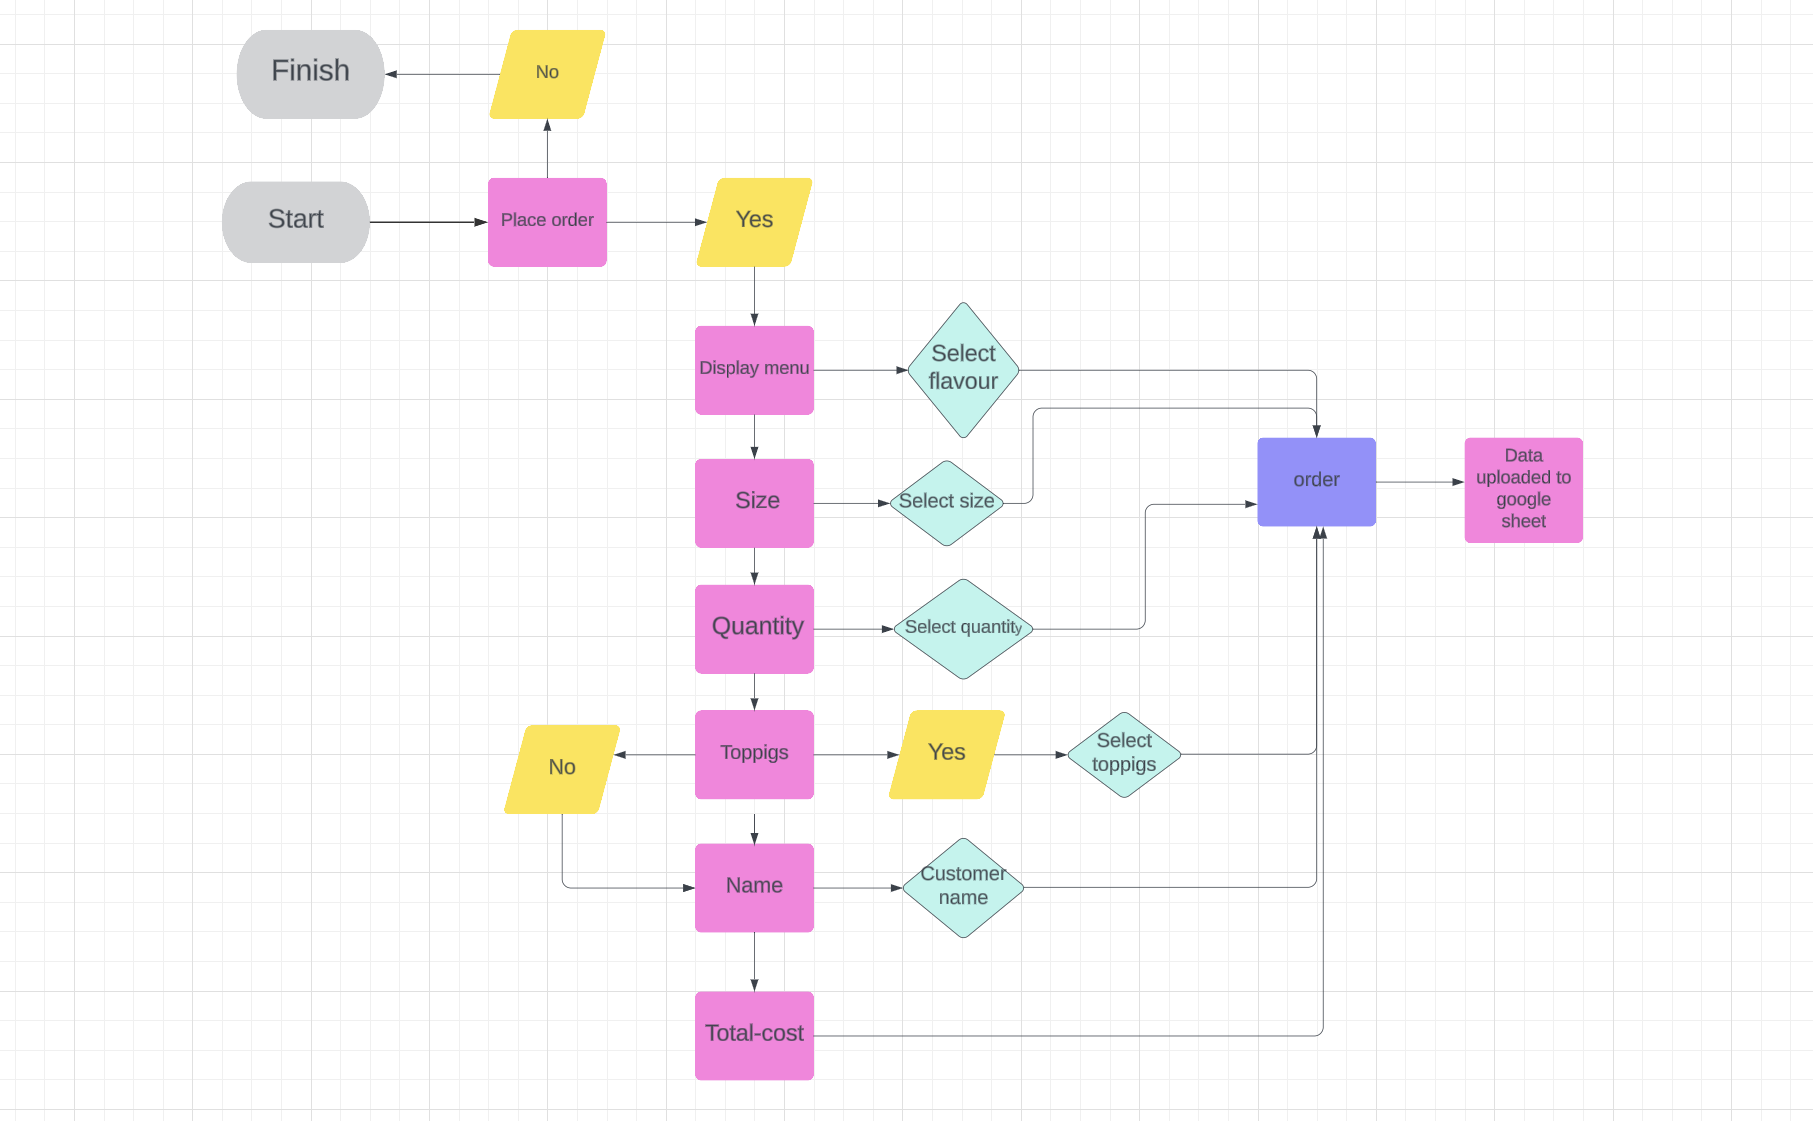 Finish
No
Start
Place order
Yes
Display menu
Select
flavour
Size
Select size
order
Data
uploaded to
google
sheet
Quantity
Select quantity
No
Toppigs
Yes
Select
toppigs
Name
Customer
name
Total-cost